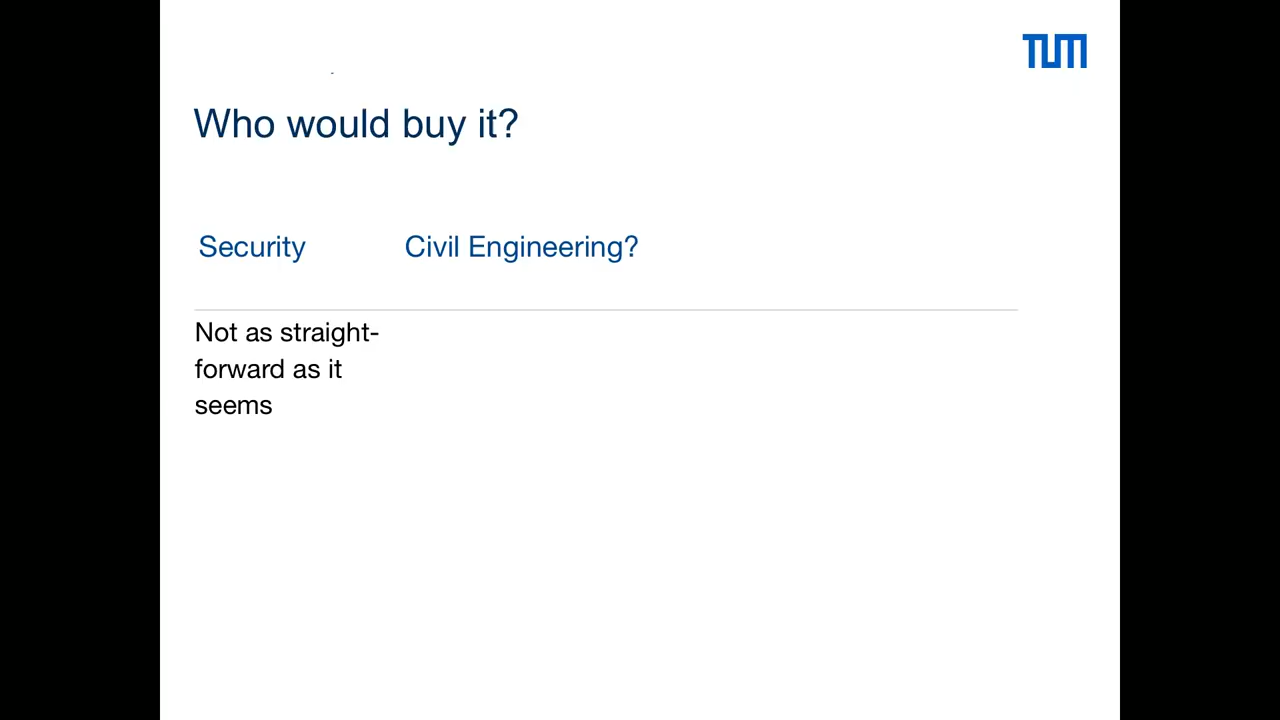 TUM
Who would buy it?
Security
Civil Engineering?
Not as straight-
forward as it
seems